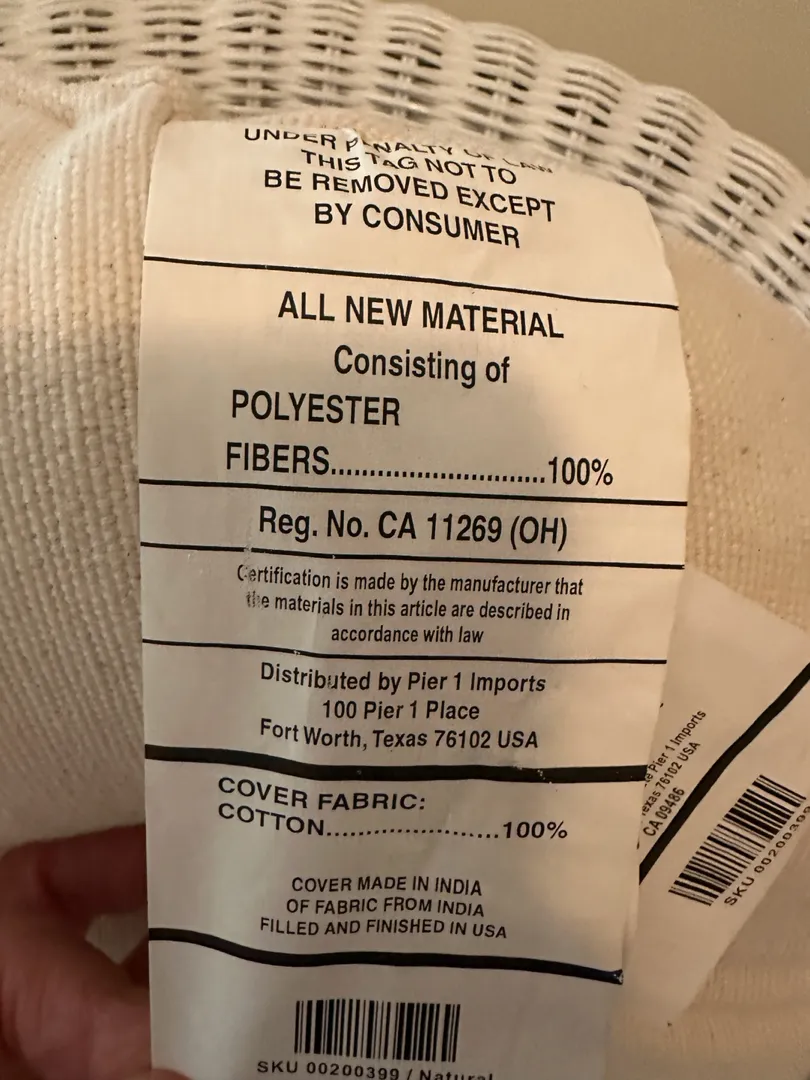 UNDER PENALTY OF LAW
THIS TAG NOT TO
BE REMOVED EXCEPT
BY CONSUMER
ALL NEW MATERIAL
Consisting of
POLYESTER
FIBERS............................100%
Reg. No. CA 11269 (OH)
Certification is made by the manufacturer that
the materials in this article are described in
accordance with law
Distributed by Pier 1 Imports
100 Pier 1 Place
Fort Worth, Texas 76102 USA
COVER FABRIC:
COTTON.......................100%
COVER MADE IN INDIA
OF FABRIC FROM INDIA
FILLED AND FINISHED IN USA
SKU 00200399 / Natural
Pier 1 Imports
76102 USA
CA 09486
SKU 00200399